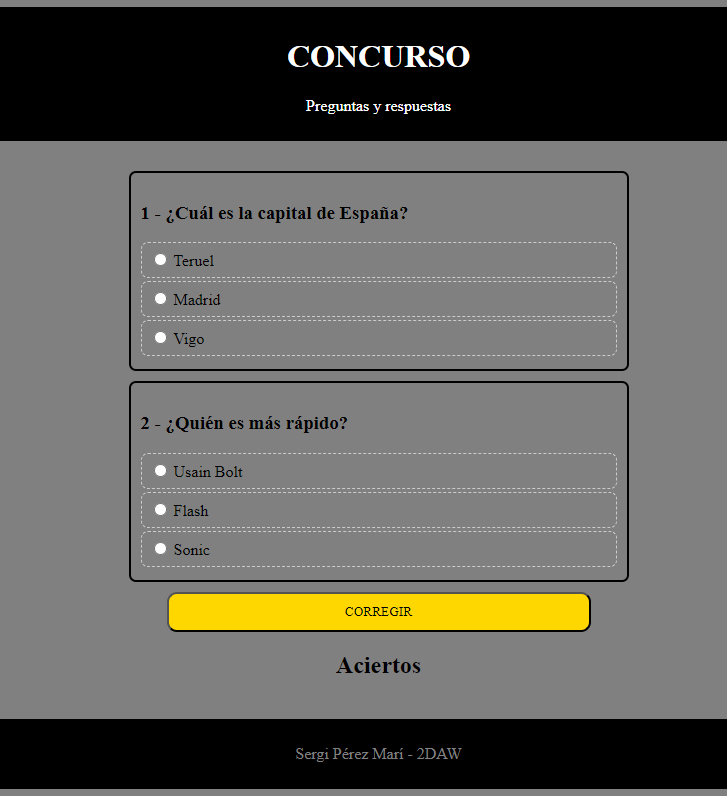 CONCURSO
Preguntas y respuestas
1 - ¿Cuál es la capital de España?
Teruel
Madrid
Vigo
2 - ¿Quién es más rápido?
Usain Bolt
Flash
Sonic
CORREGIR
Aciertos
Sergi Pérez Marí - 2DAW